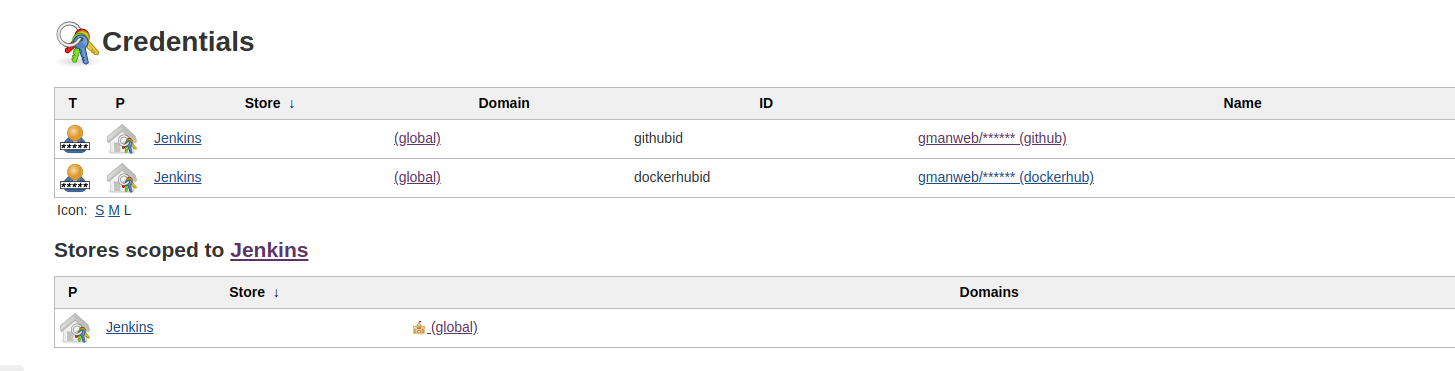 Credentials
T P Store ↓ Domain ID Name
***** Jenkins (global) githubid gmanweb/****** (github)
***** Jenkins (global) dockerhubid gmanweb/****** (dockerhub)
Icon: S M L
Stores scoped to Jenkins
P Store ↓ Domains
Jenkins (global)